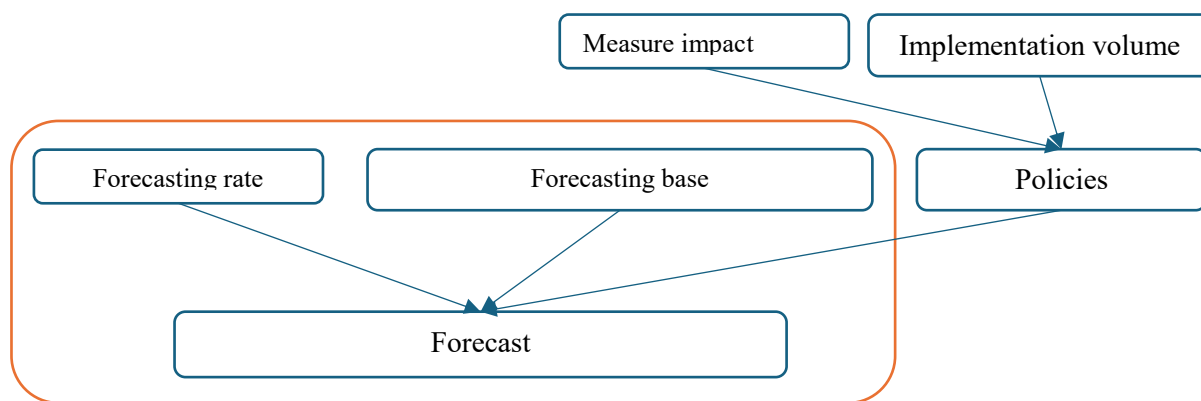 Measure impact
Implementation volume
Forecasting rate
Forecasting base
Policies
Forecast